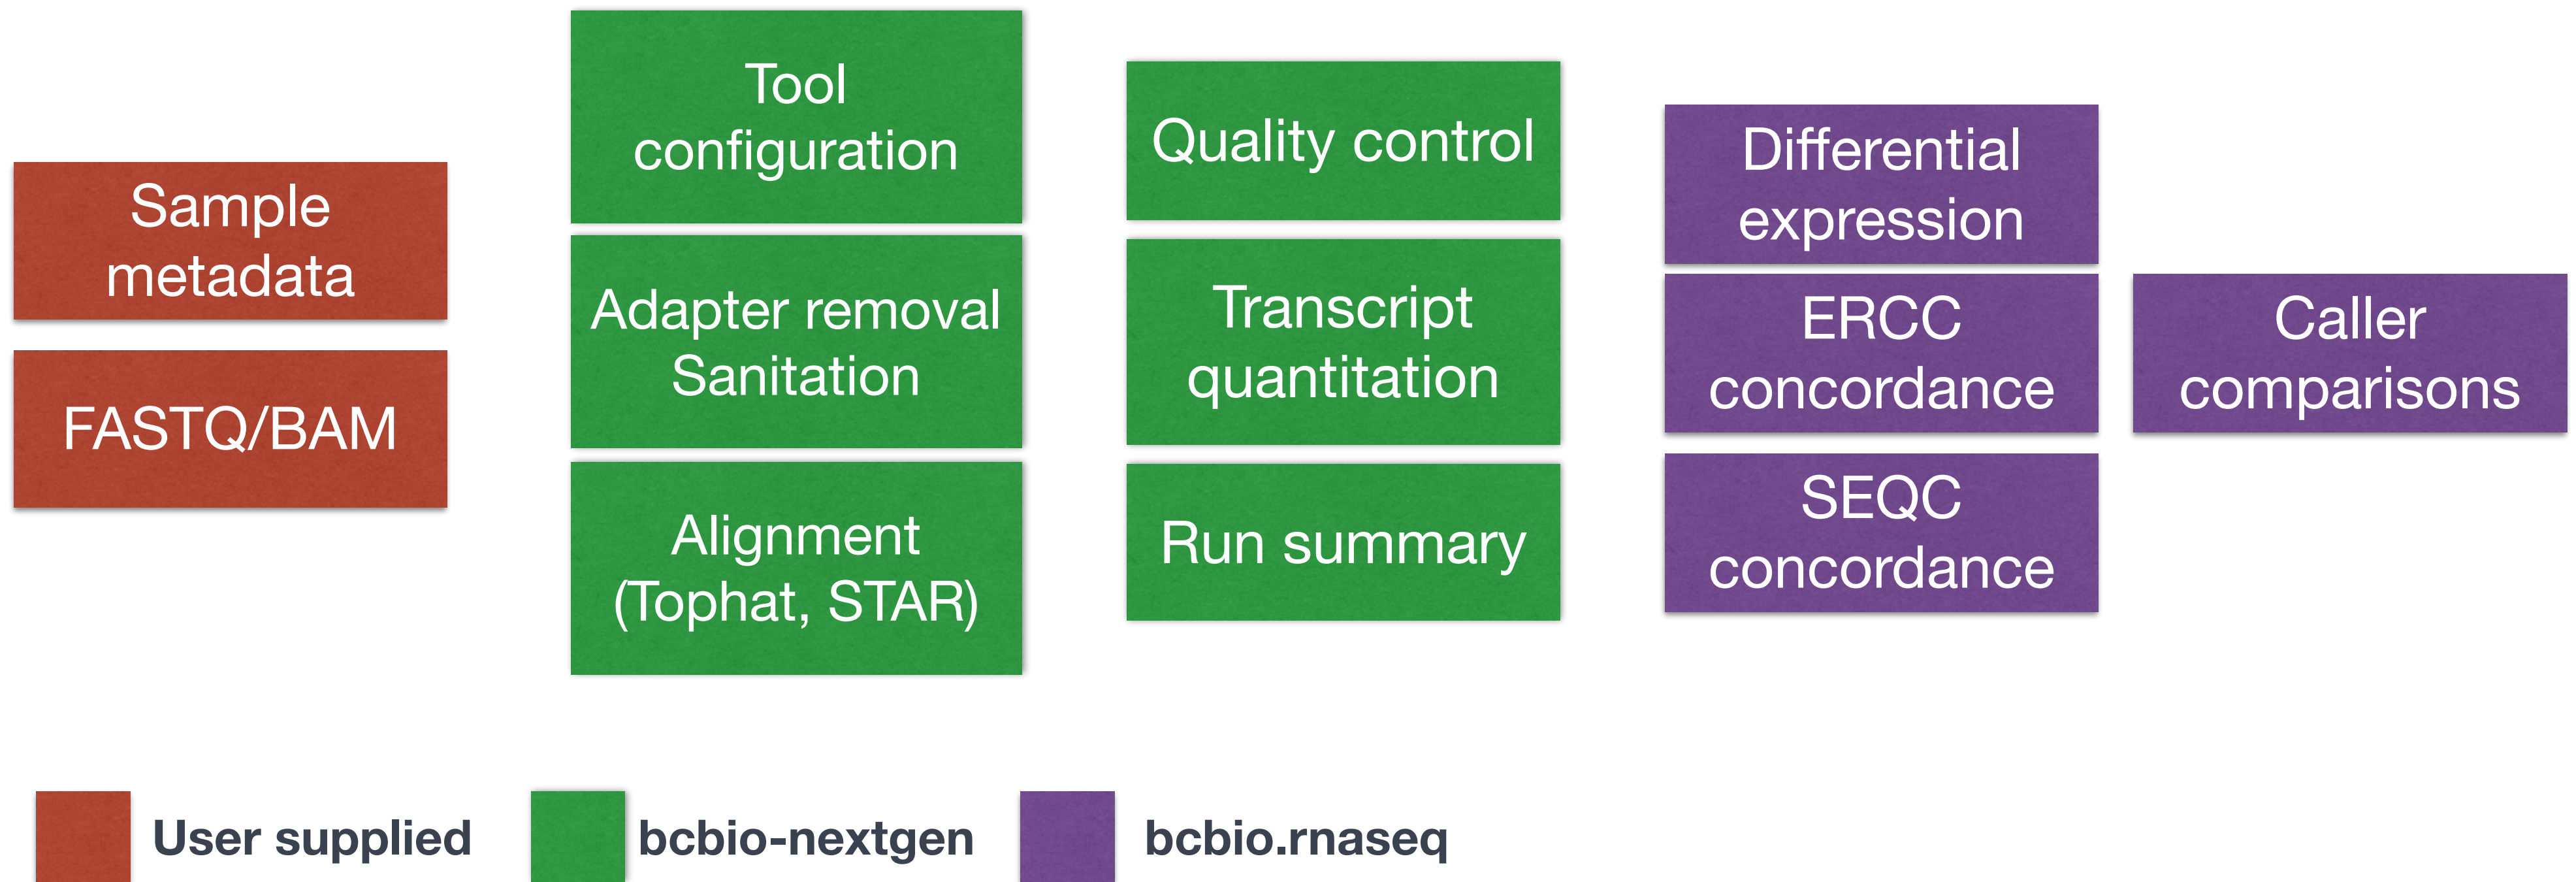 Sample
metadata
FASTQ/BAM
Tool
configuration
Adapter removal
Sanitation
Alignment
(Tophat, STAR)
Quality control
Transcript
quantitation
Run summary
Differential
expression
ERCC
concordance
SEQC
concordance
Caller
comparisons
User supplied
bcbio-nextgen
bcbio.rnaseq